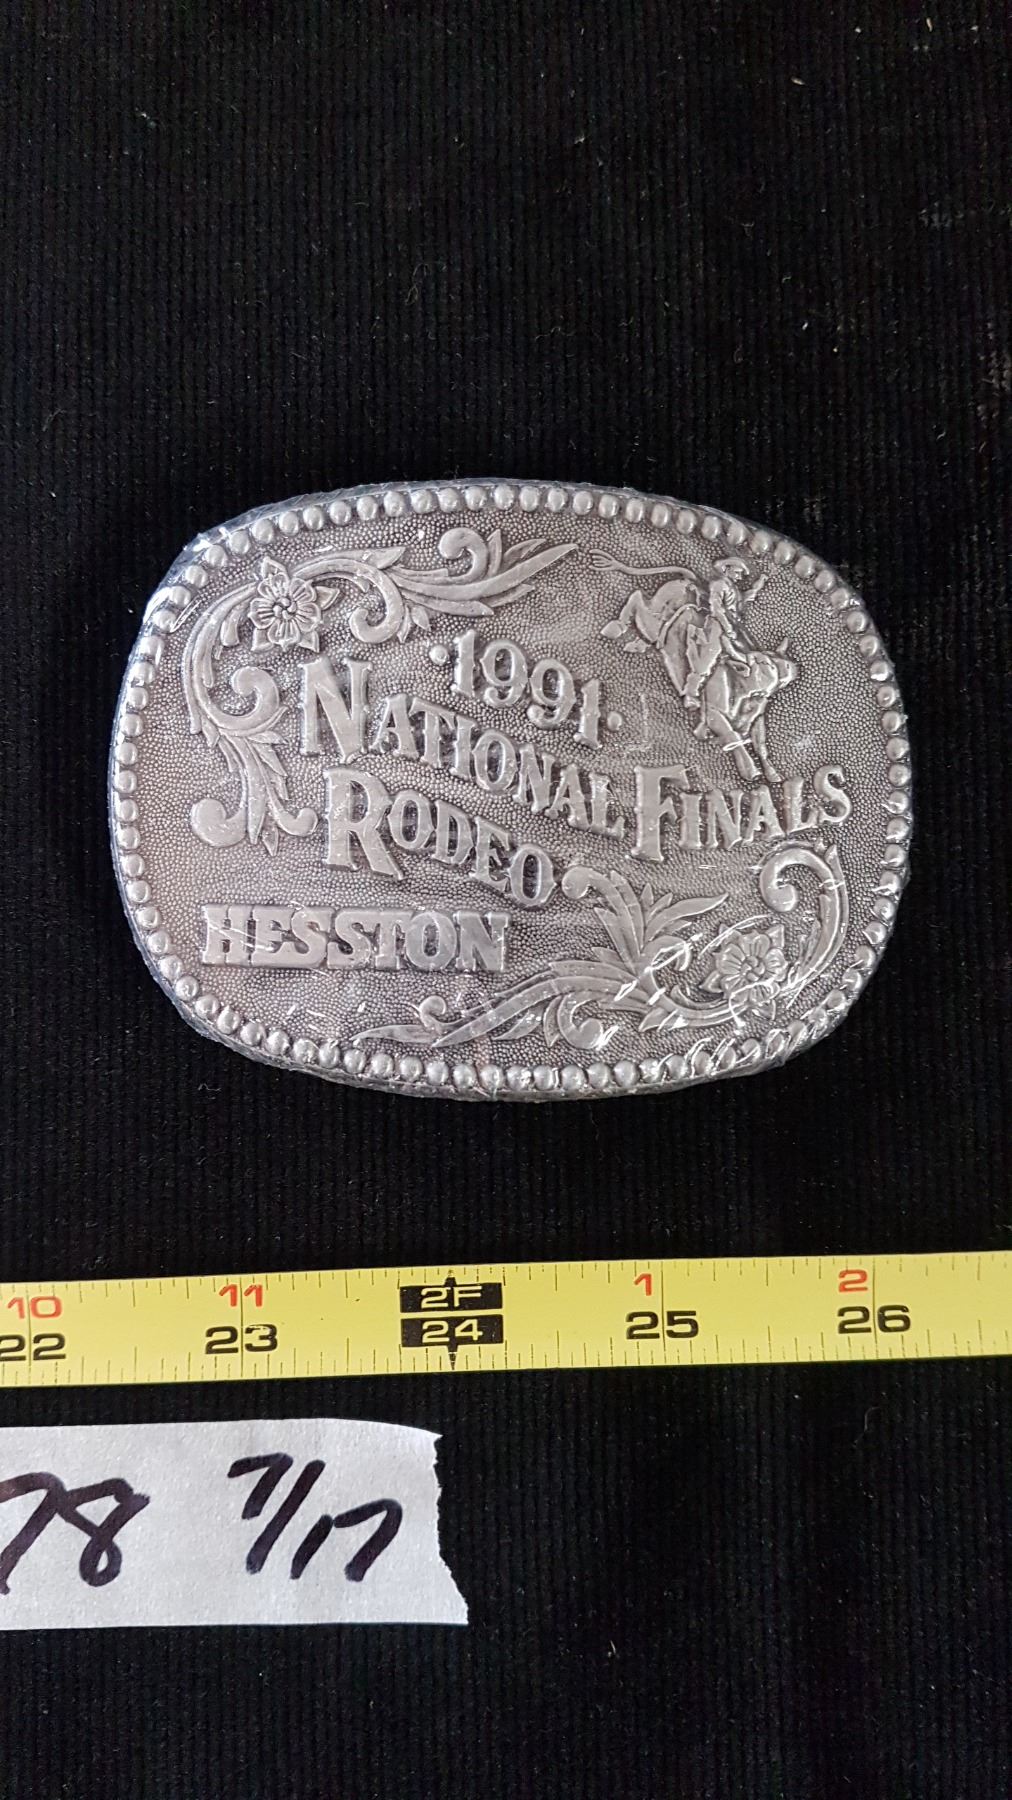 ·1991·
NATIONAL FINALS
RODEO
HESSTON
10 11 2F 1 2
22 23 24 25 26
78 7/17